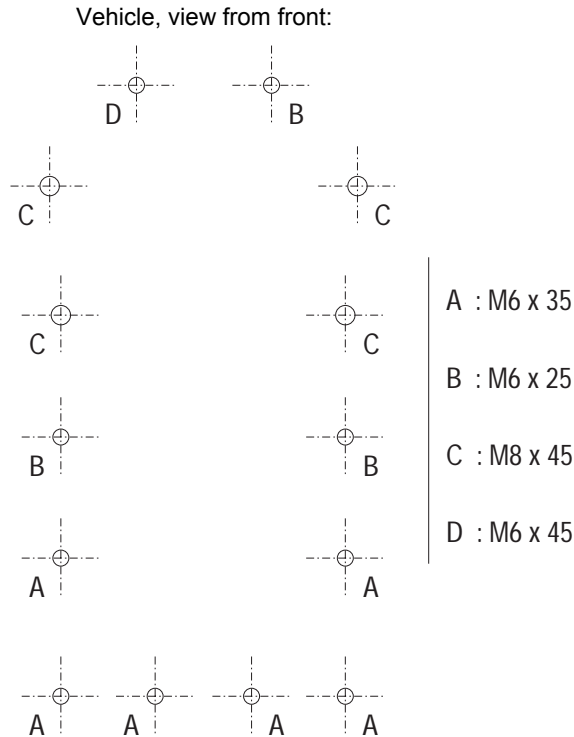 Vehicle, view from front:
D B
C C
C C
B B
A A
A A A A
A : M6 x 35
B : M6 x 25
C : M8 x 45
D : M6 x 45